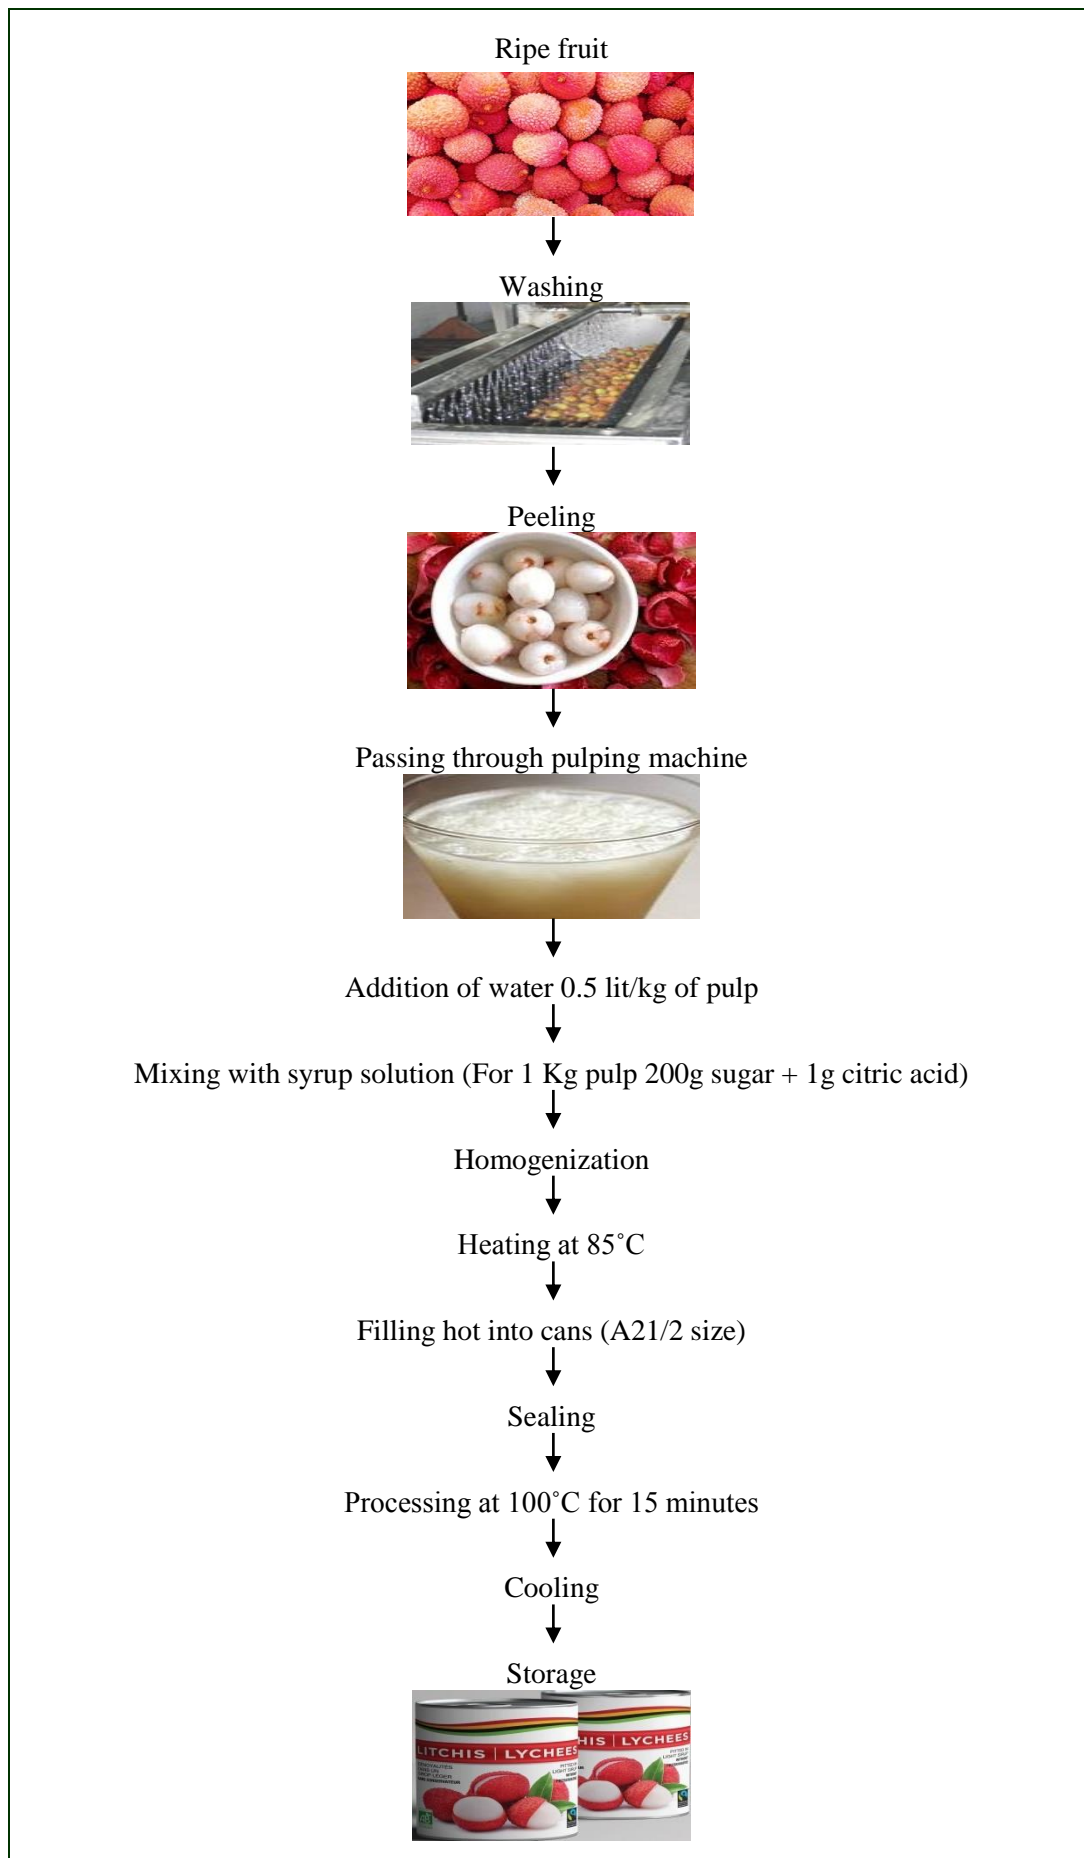 Ripe fruit
Washing
Peeling
Passing through pulping machine
Addition of water 0.5 lit/kg of pulp
Mixing with syrup solution (For 1 Kg pulp 200g sugar + 1g citric acid)
Homogenization
Heating at 85˚C
Filling hot into cans (A21/2 size)
Sealing
Processing at 100˚C for 15 minutes
Cooling
Storage
LITCHIS | LYCHEES
HIS | LYCHEES